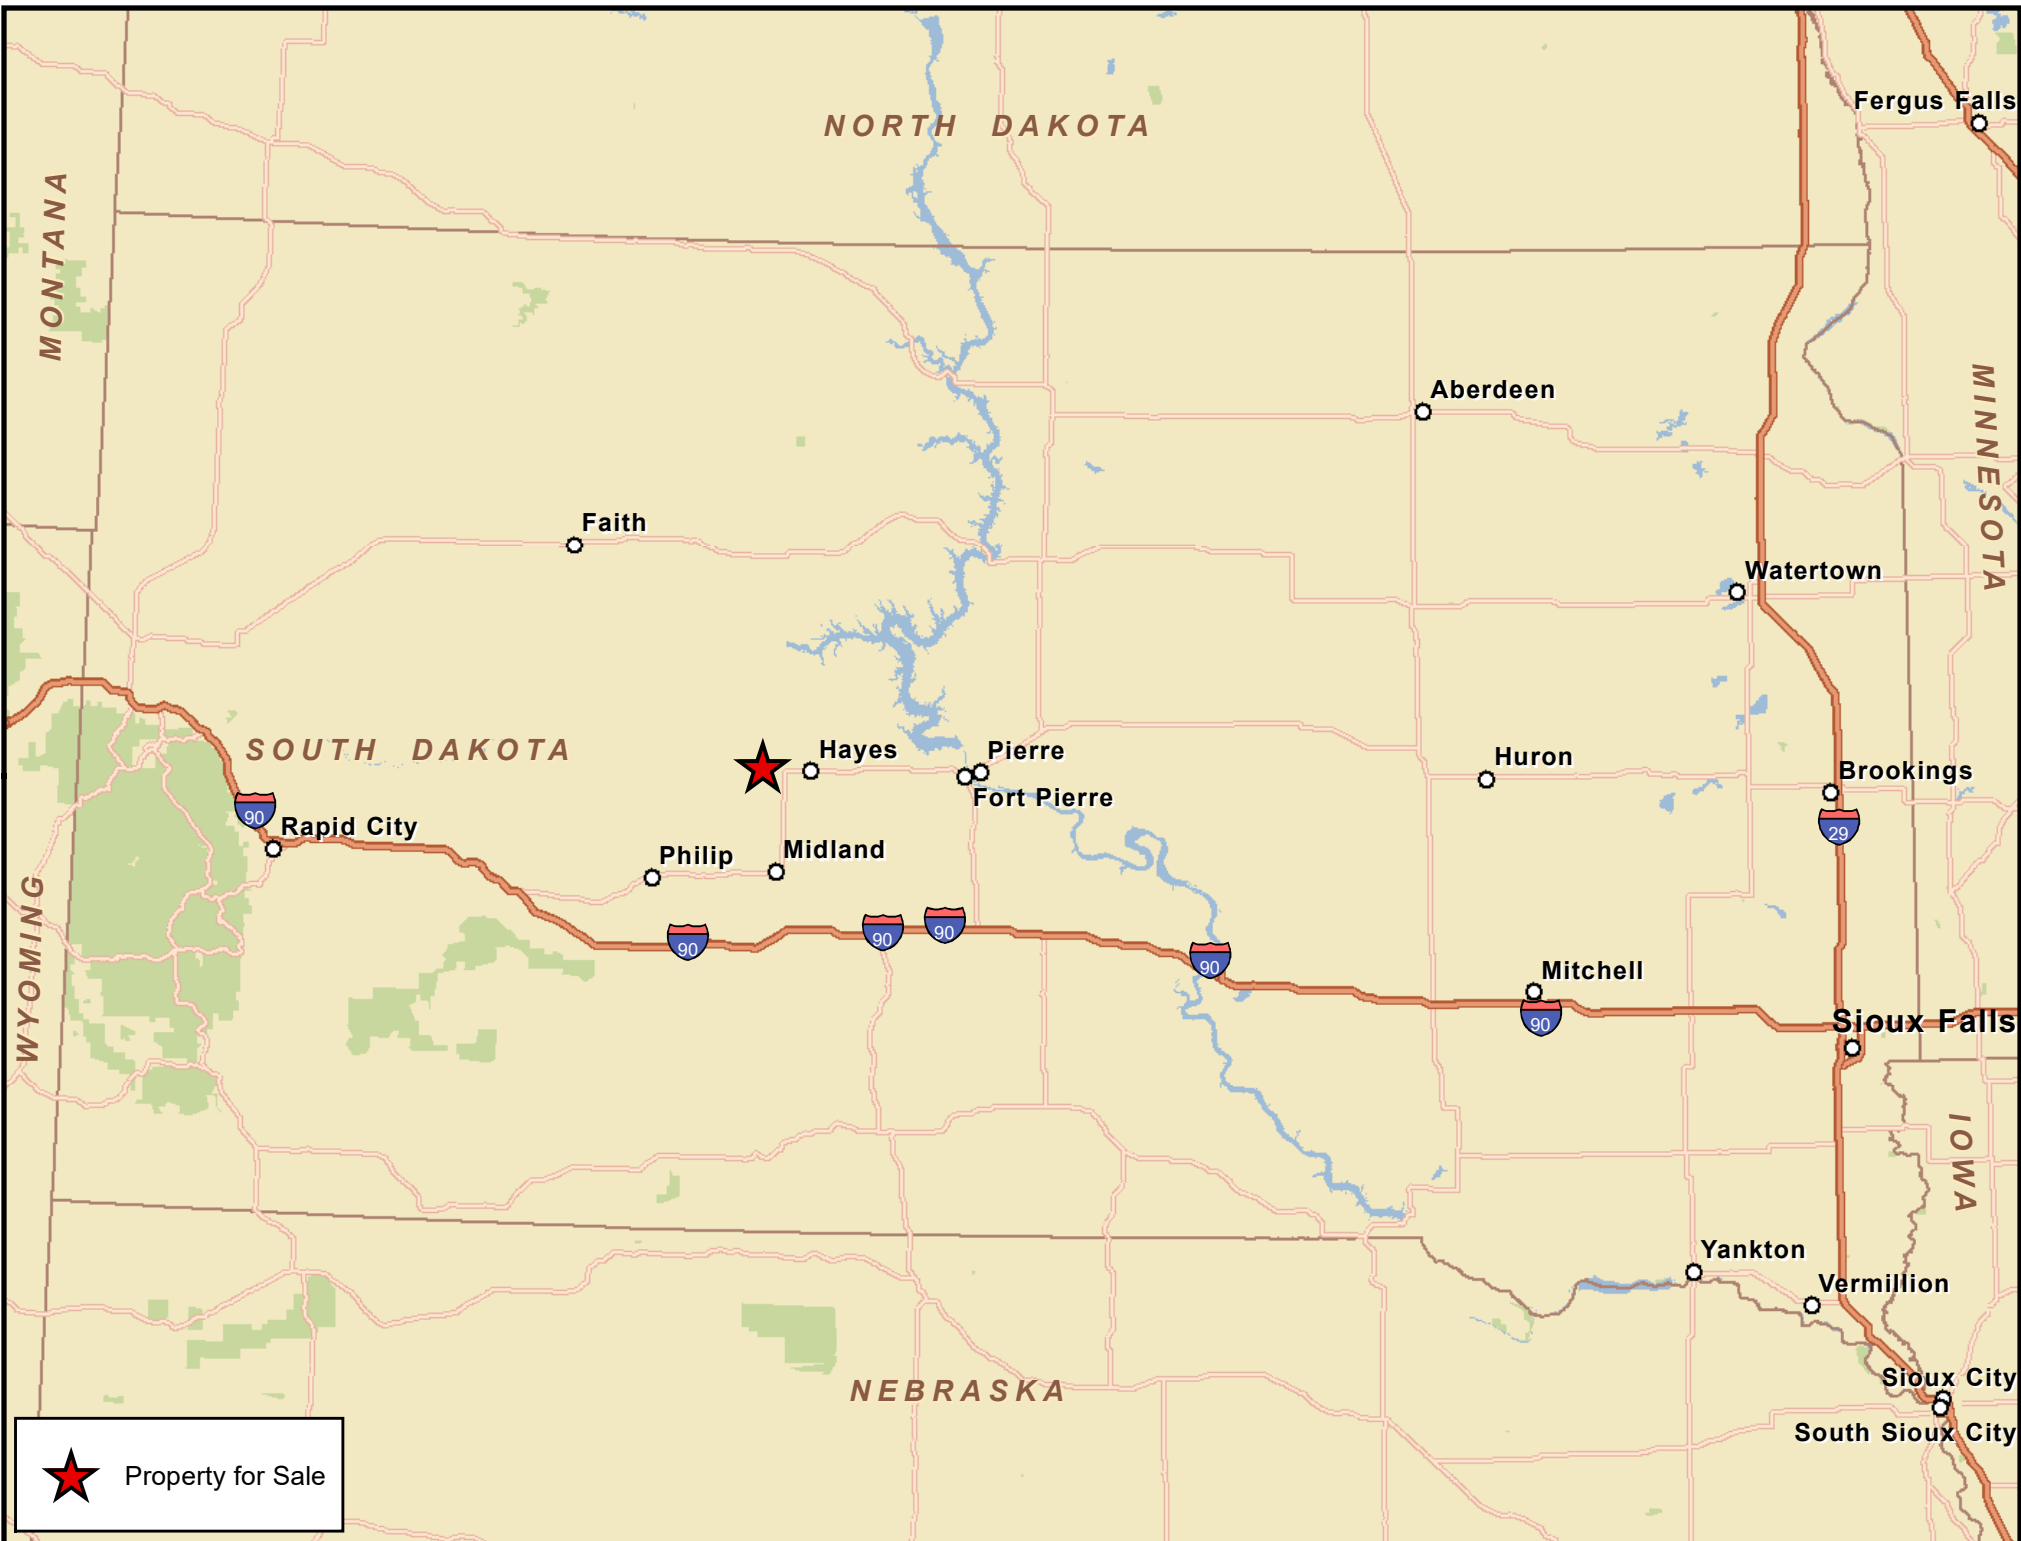 Fergus Falls
NORTH DAKOTA
MONTANA
MINNESOTA
Aberdeen
Faith
Watertown
SOUTH DAKOTA
Hayes
Pierre
Fort Pierre
Huron
Brookings
90
29
Rapid City
Philip
Midland
WYOMING
90
90
90
90
Mitchell
90
Sioux Falls
IOWA
Yankton
Vermillion
NEBRASKA
Sioux City
South Sioux City
Property for Sale